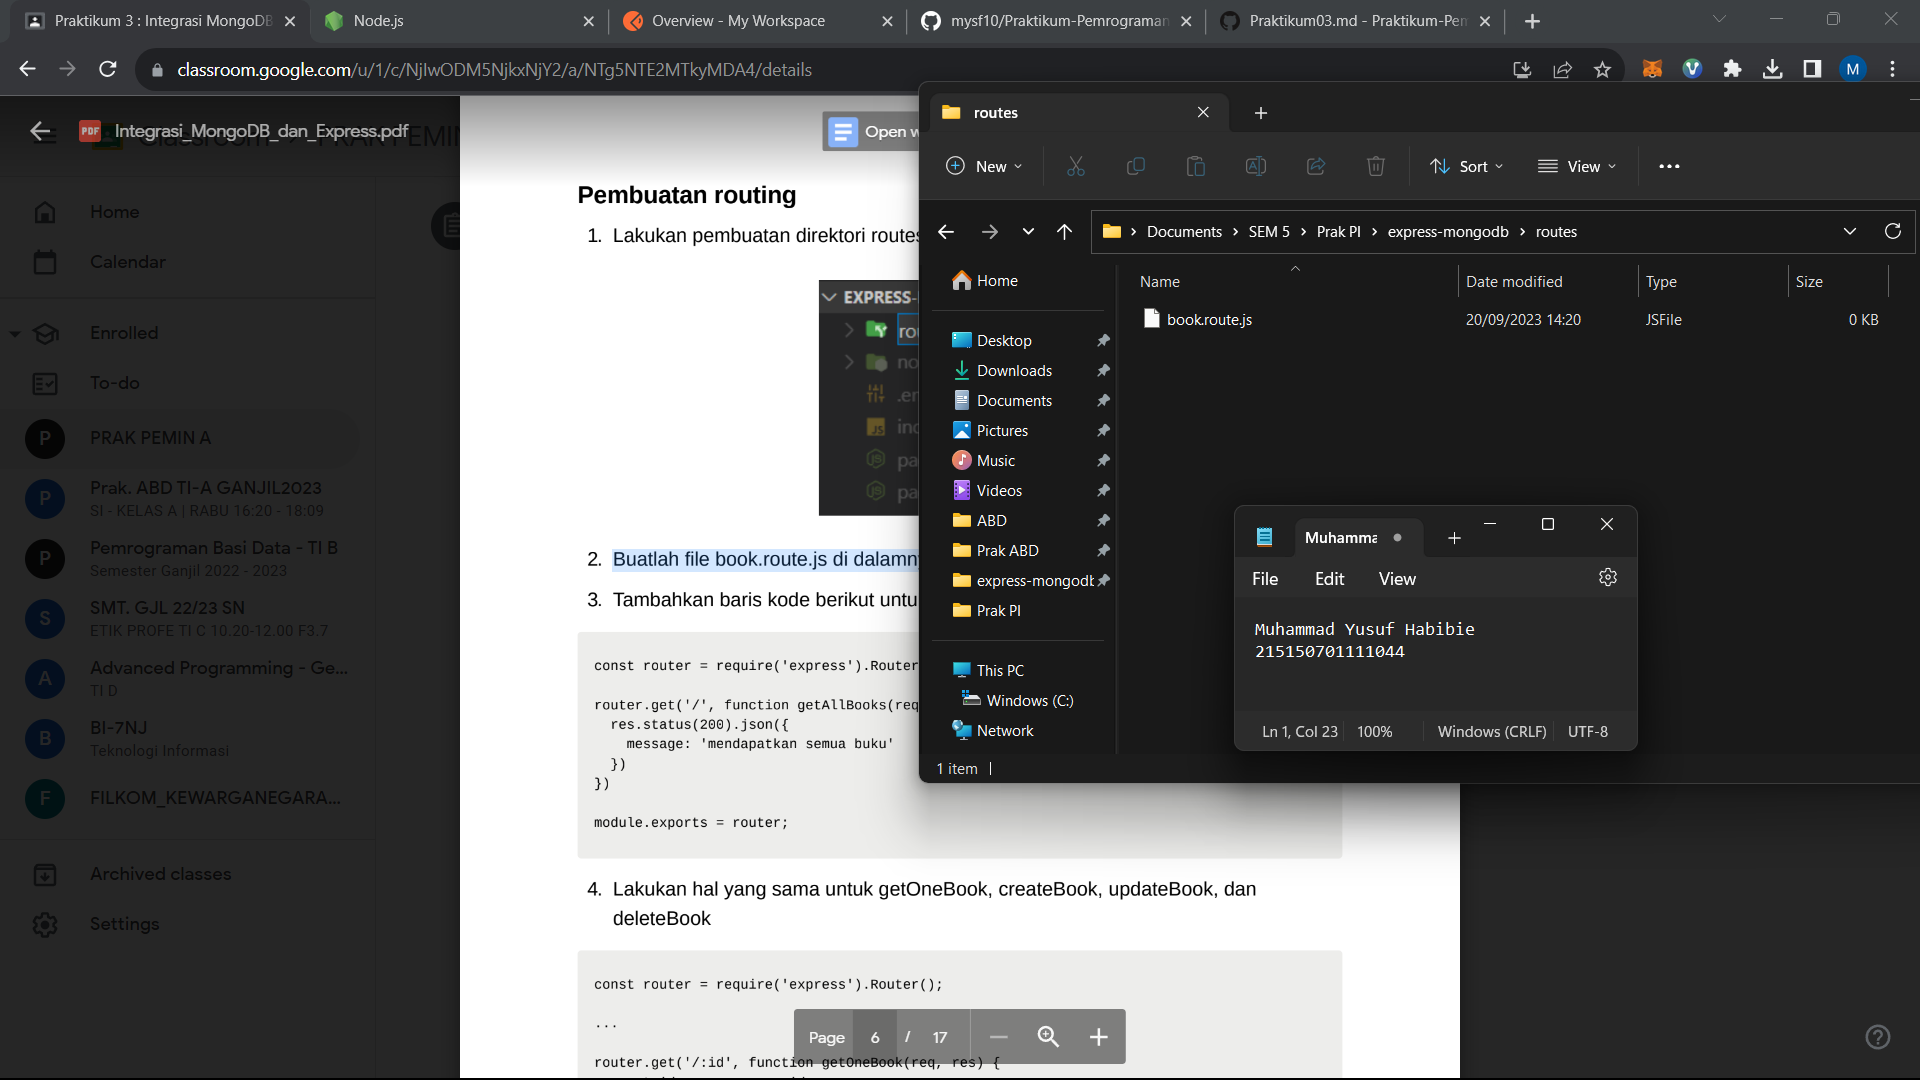 Praktikum 3 : Integrasi MongoDB
Node.js
Overview - My Workspace
mysf10/Praktikum-Pemrograman
Praktikum03.md - Praktikum-Pem
classroom.google.com/u/1/c/NjIwODM5NjkxNjY2/a/NTg5NTE2MTkyMDA4/details
M
PDF
Integrasi_MongoDB_dan_Express.pdf
Home
Calendar
Enrolled
To-do
P
PRAK PEMIN A
P
Prak. ABD TI-A GANJIL2023
SI - KELAS A | RABU 16:20 - 18:09
P
Pemrograman Basi Data - TI B
Semester Ganjil 2022 - 2023
S
SMT. GJL 22/23 SN
ETIK PROFE TI C 10.20-12.00 F3.7
A
Advanced Programming - Ge...
TI D
B
BI-7NJ
Teknologi Informasi
F
FILKOM_KEWARGANEGARA...
Archived classes
Settings
Open w
Pembuatan routing
1. Lakukan pembuatan direktori routes
EXPRESS-
2. Buatlah file book.route.js di dalamny
3. Tambahkan baris kode berikut untu
const router = require('express').Router
router.get('/', function getAllBooks(req
res.status(200).json({
message: 'mendapatkan semua buku'
})
})
module.exports = router;
4. Lakukan hal yang sama untuk getOneBook, createBook, updateBook, dan
deleteBook
const router = require('express').Router();
...
router.get('/:id', function getOneBook(req, res) {
Page 6 / 17
routes
New
Sort
View
Documents > SEM 5 > Prak PI > express-mongodb > routes
Name
Date modified
Type
Size
book.route.js
20/09/2023 14:20
JSFile
0 KB
Home
Desktop
Downloads
Documents
Pictures
Music
Videos
ABD
Prak ABD
express-mongodb
Prak PI
This PC
Windows (C:)
Network
1 item
Muhamma
File
Edit
View
Muhammad Yusuf Habibie
215150701111044
Ln 1, Col 23
100%
Windows (CRLF)
UTF-8